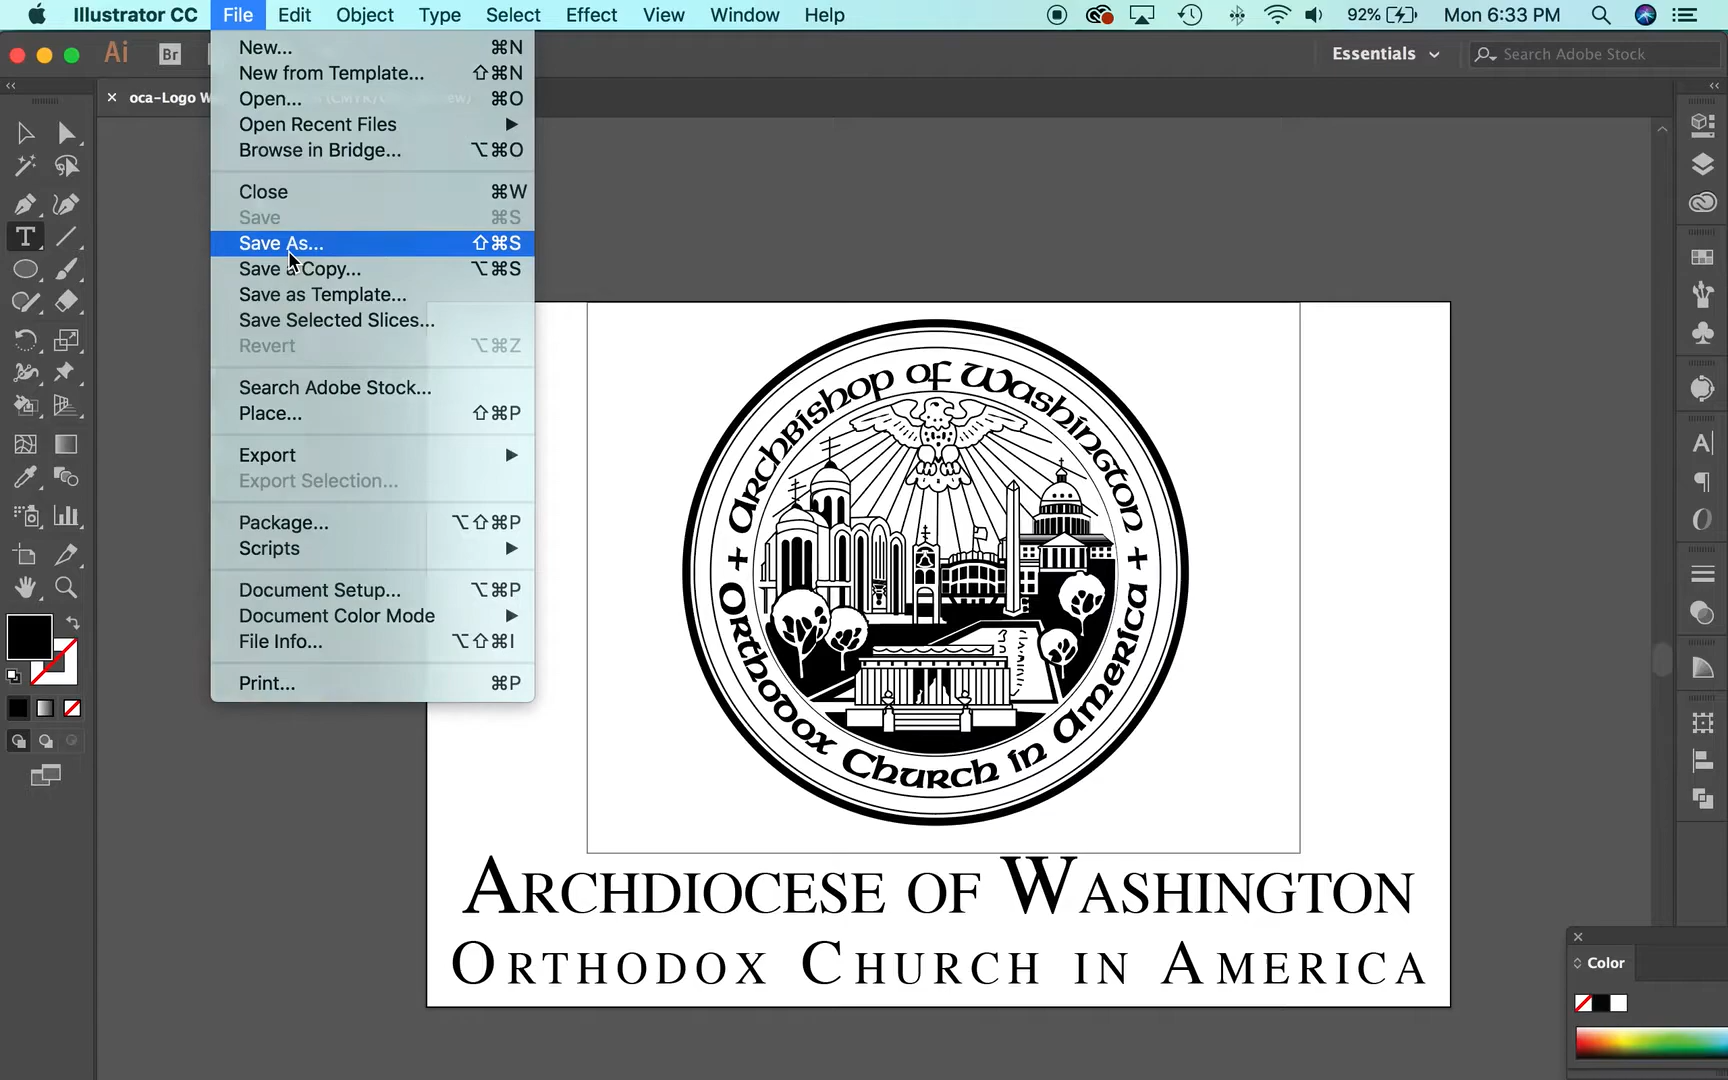 Illustrator CC File Edit Object Type Select Effect View Window Help 92% Mon 6:33 PM
Ai Br Essentials Search Adobe Stock
oca-Logo W
New... ⌘N
New from Template... ⇧⌘N
Open... ⌘O
Open Recent Files
Browse in Bridge... ⌥⌘O
Close ⌘W
Save ⌘S
Save As... ⇧⌘S
Save a Copy... ⌥⌘S
Save as Template...
Save Selected Slices...
Revert ⌥⌘Z
Search Adobe Stock...
Place... ⇧⌘P
Export
Export Selection...
Package... ⌥⇧⌘P
Scripts
Document Setup... ⌥⌘P
Document Color Mode
File Info... ⌥⇧⌘I
Print... ⌘P
Archbishop of Washington
Orthodox Church in America
ARCHDIOCESE OF WASHINGTON
ORTHODOX CHURCH IN AMERICA
Color